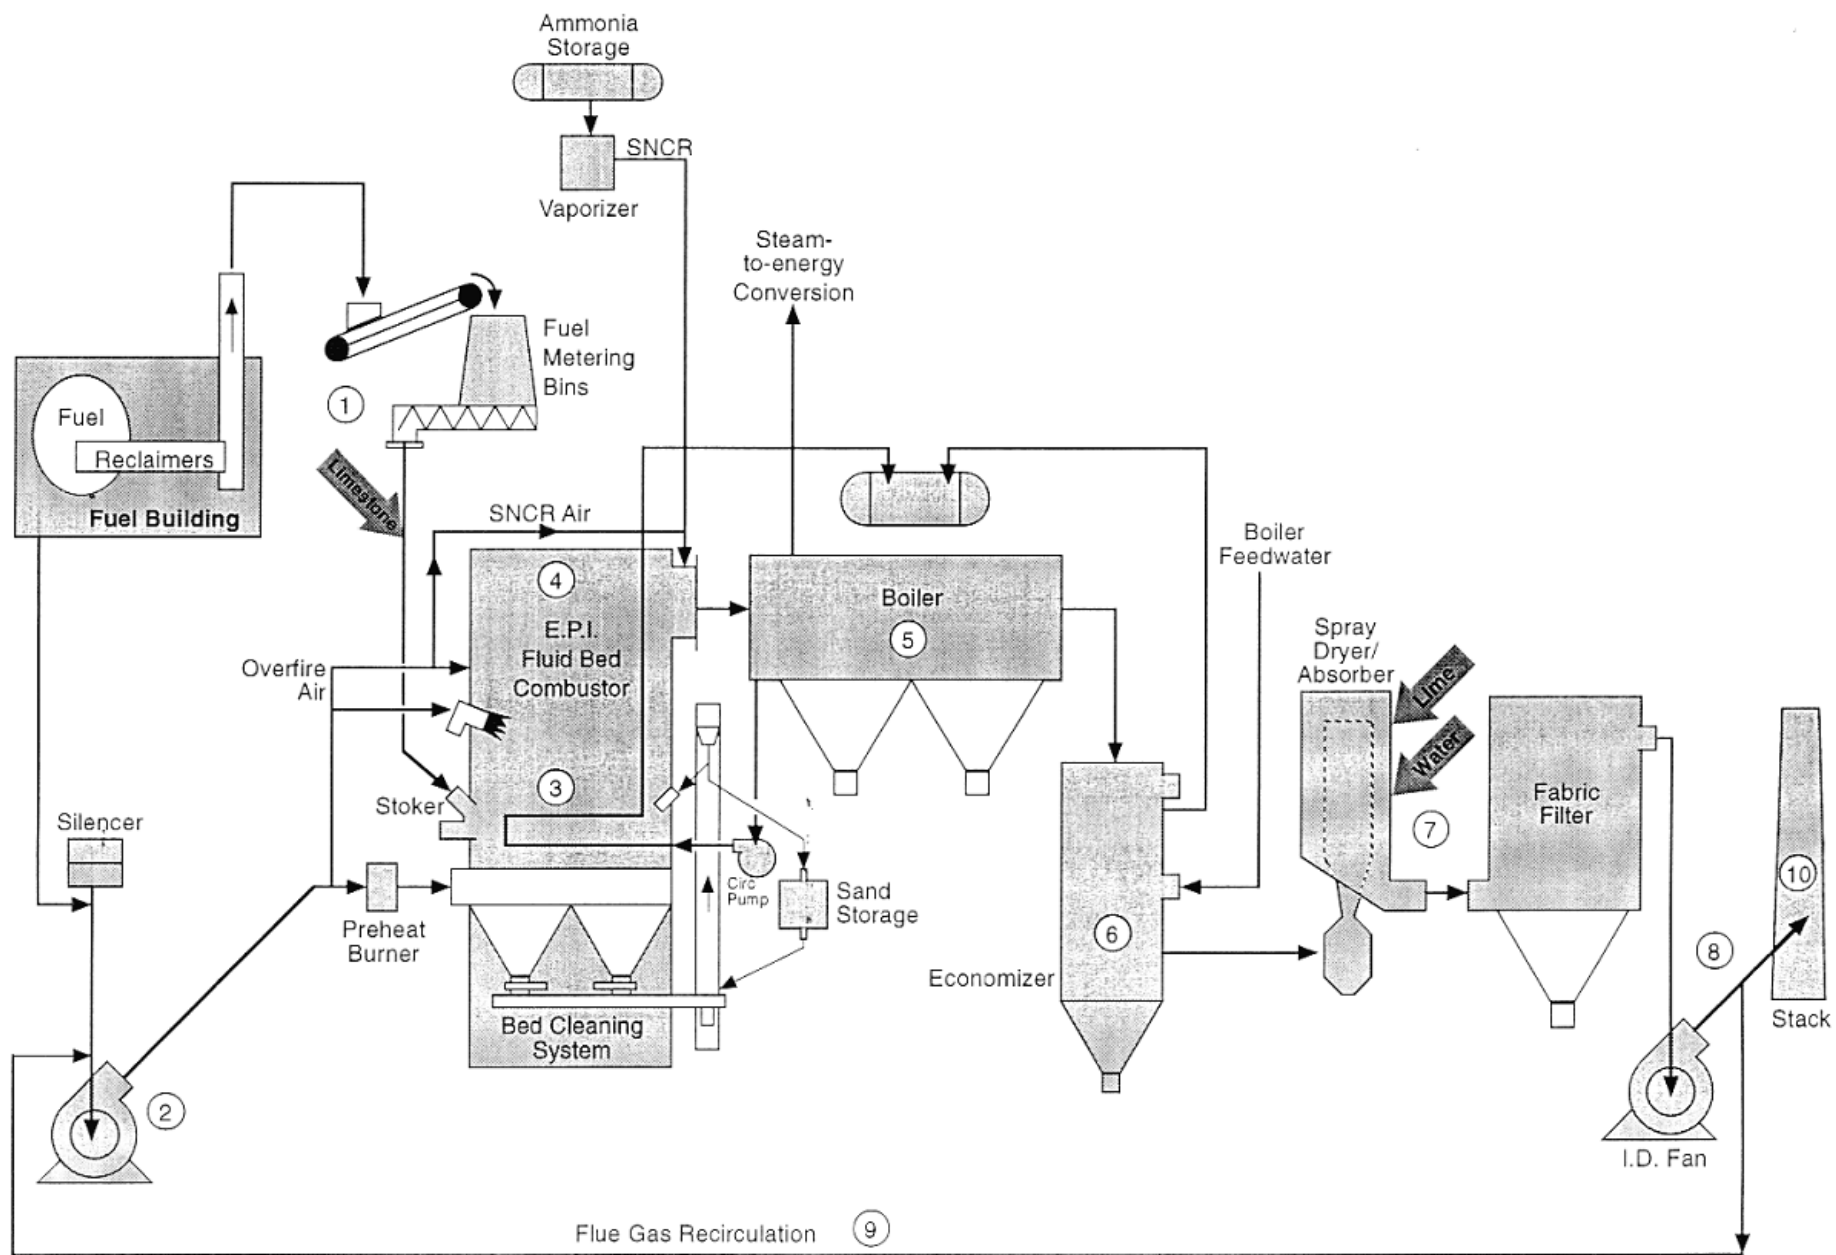 Ammonia
Storage
SNCR
Vaporizer
Steam-
to-energy
Conversion
Fuel
Metering
Bins
1
Fuel
Reclaimers
Fuel Building
Limestone
SNCR Air
Boiler
Feedwater
4
E.P.I.
Fluid Bed
Combustor
Boiler
5
Overfire
Air
Spray
Dryer/
Absorber
Lime
Water
3
Stoker
Silencer
Circ
Pump
Sand
Storage
7
Fabric
Filter
10
Preheat
Burner
6
Economizer
8
Bed Cleaning
System
Stack
2
I.D. Fan
Flue Gas Recirculation
9